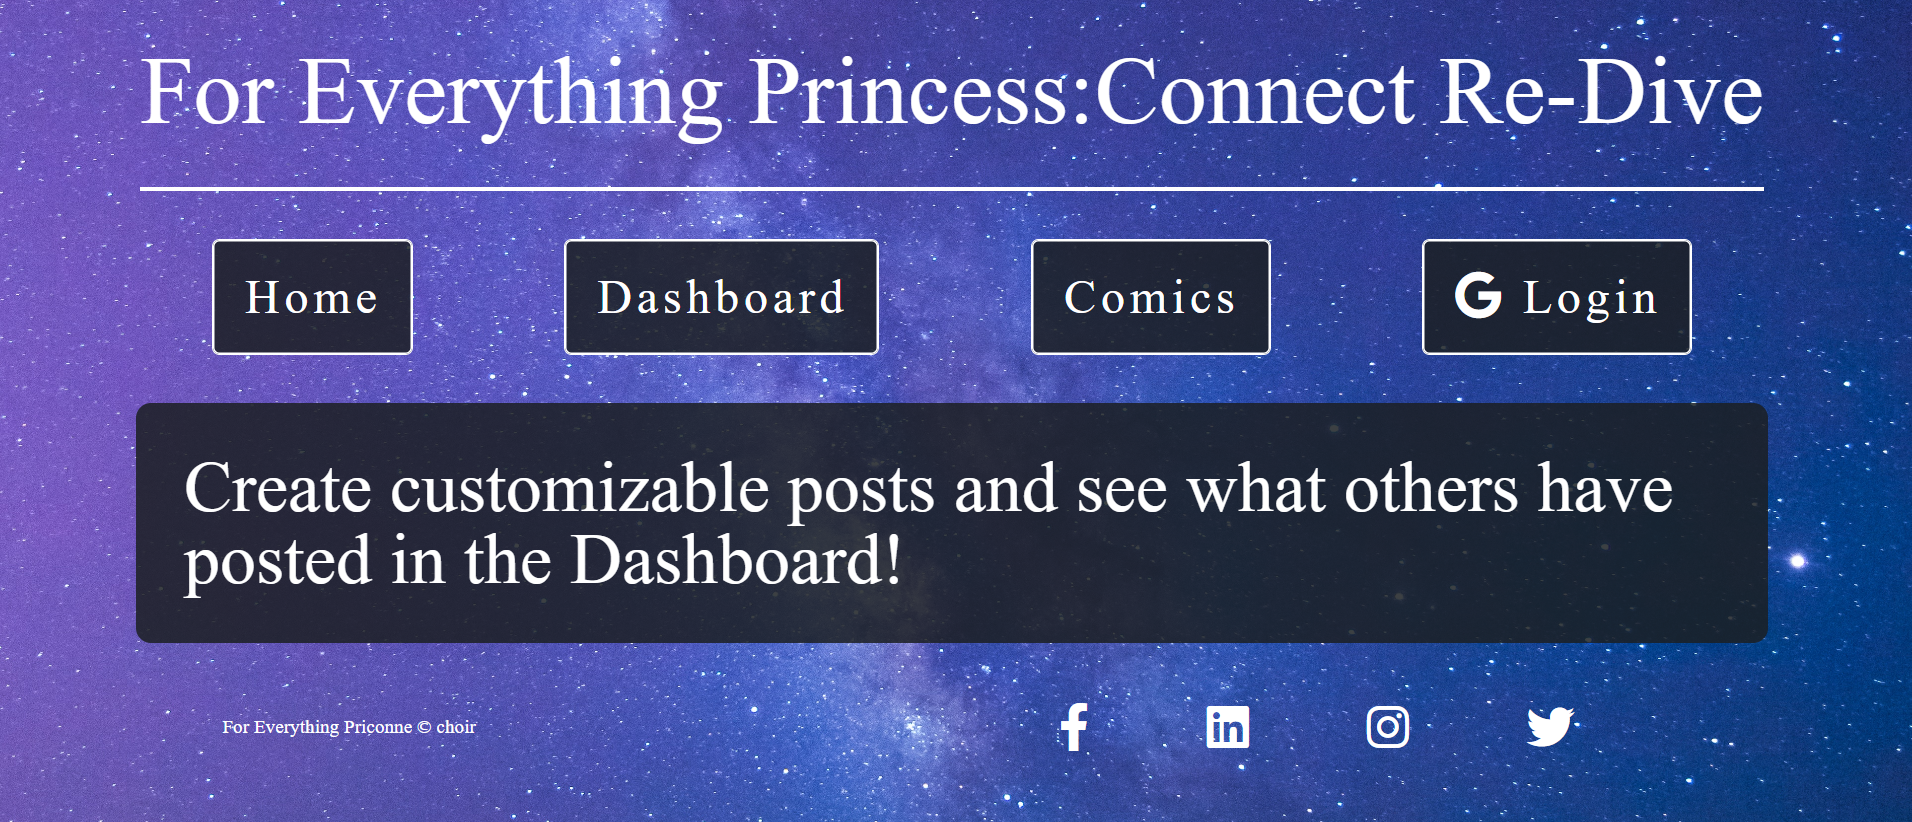 For Everything Princess:Connect Re-Dive
Home
Dashboard
Comics
Login
Create customizable posts and see what others have
posted in the Dashboard!
For Everything Priconne © choir